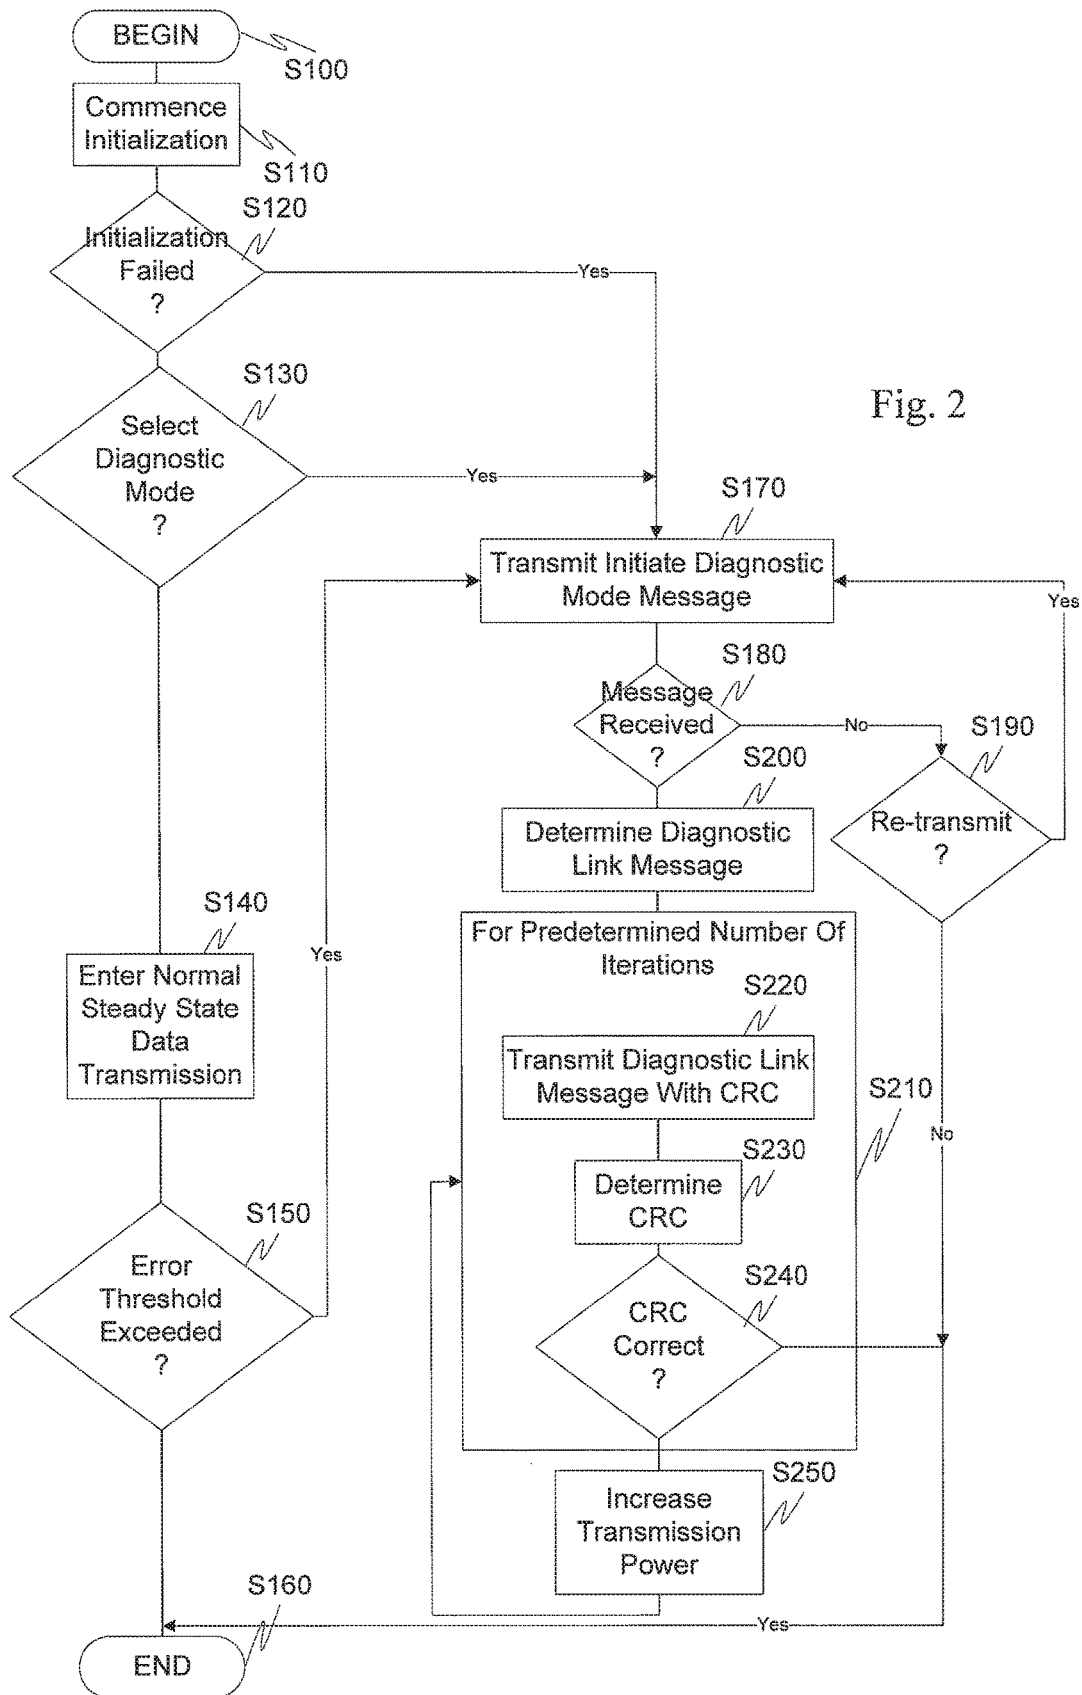 BEGIN
S100
Commence
Initialization
S110
S120
Initialization
Failed
?
Yes
S130
Select
Diagnostic
Mode
?
Yes
Fig. 2
S170
Transmit Initiate Diagnostic
Mode Message
Yes
S180
Message
Received
?
No
S190
Re-transmit
?
S200
Determine Diagnostic
Link Message
S140
Enter Normal
Steady State
Data
Transmission
Yes
For Predetermined Number Of
Iterations
S220
Transmit Diagnostic Link
Message With CRC
S210
No
S230
Determine
CRC
S150
Error
Threshold
Exceeded
?
S240
CRC
Correct
?
S250
Increase
Transmission
Power
S160
Yes
END